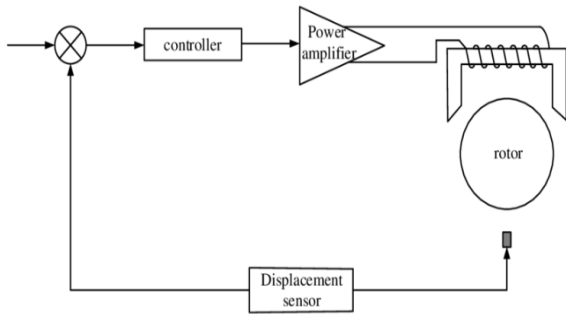 controller
Power
amplifier
rotor
Displacement
sensor